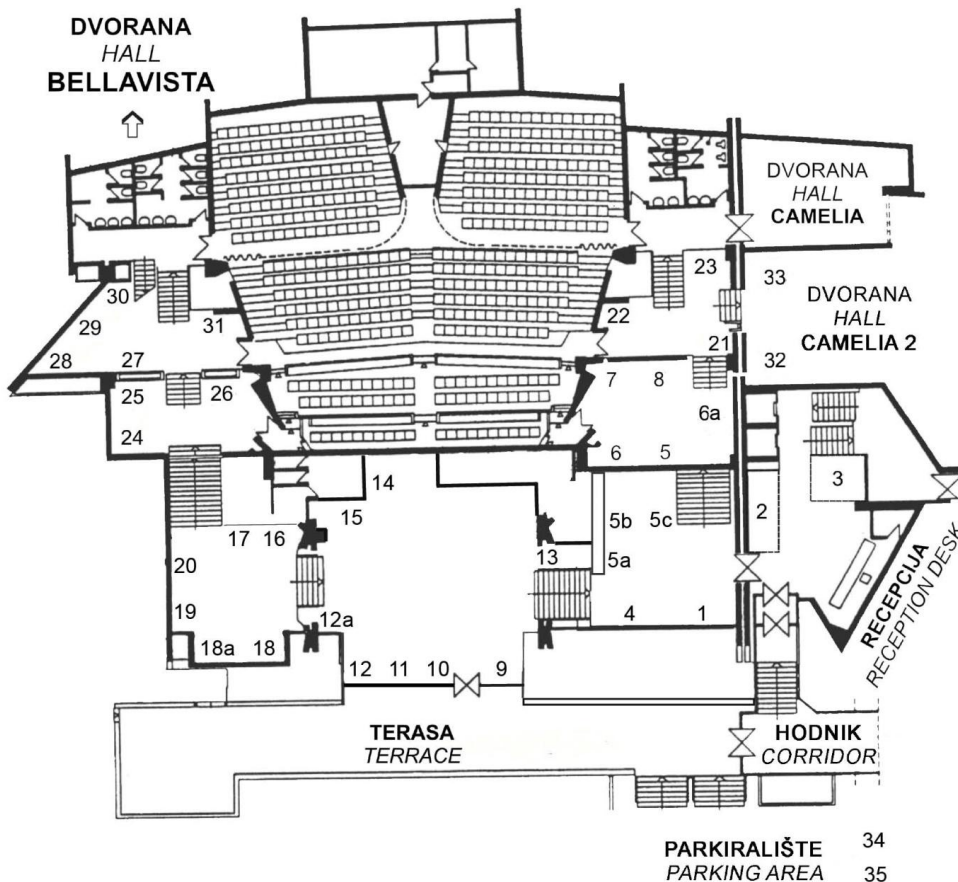 DVORANA
HALL
BELLAVISTA
DVORANA
HALL
CAMELIA
23
33
30
DVORANA
HALL
CAMELIA 2
29
31
22
21
28
27
32
7
8
25
26
6a
24
6
5
3
14
2
15
5b
5c
17
16
13
5a
20
RECEPCIJA
RECEPTION DESK
19
12a
4
1
18a
18
12
11
10
9
TERASA
TERRACE
HODNIK
CORRIDOR
PARKIRALIŠTE
PARKING AREA
34
35